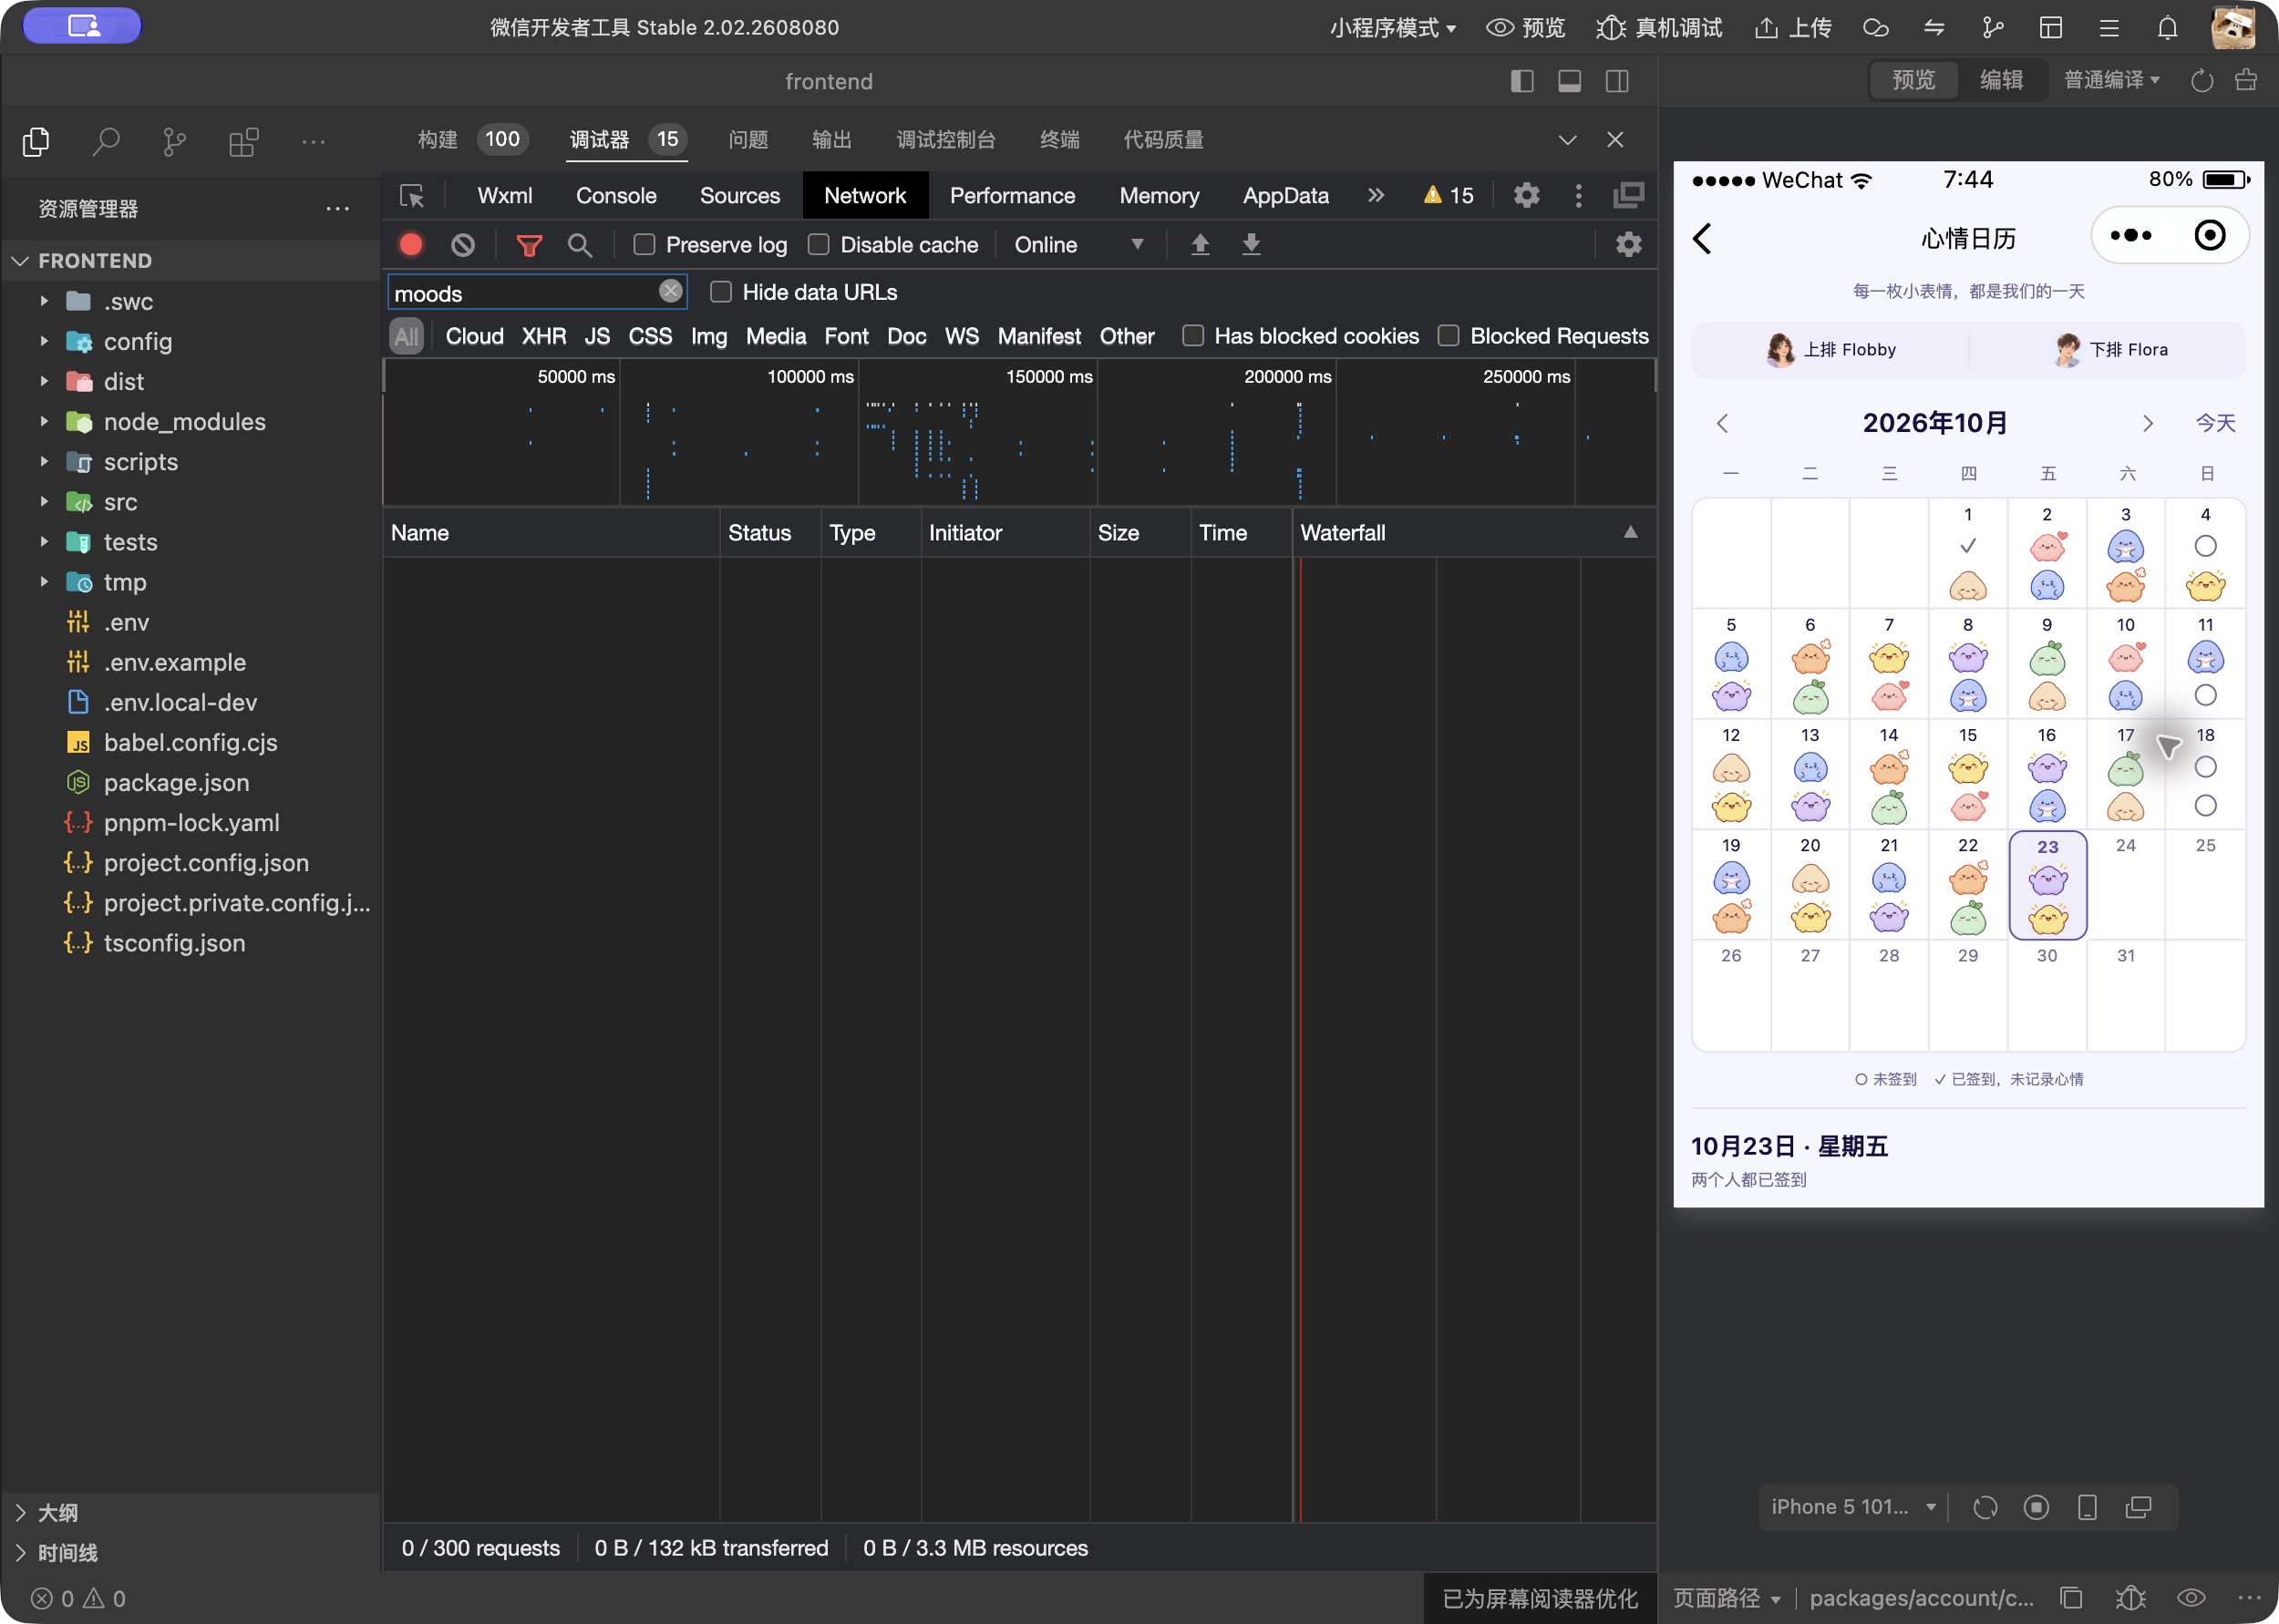 微信开发者工具 Stable 2.02.2608080
小程序模式 预览 真机调试 上传
frontend
预览 编辑 普通编译
构建 100 调试器 15 问题 输出 调试控制台 终端 代码质量
资源管理器
FRONTEND
.swc
config
dist
node_modules
scripts
src
tests
tmp
.env
.env.example
.env.local-dev
babel.config.cjs
package.json
pnpm-lock.yaml
project.config.json
project.private.config.j...
tsconfig.json
大纲
时间线
0 0
Wxml Console Sources Network Performance Memory AppData 15
Preserve log Disable cache Online
moods Hide data URLs
All Cloud XHR JS CSS Img Media Font Doc WS Manifest Other Has blocked cookies Blocked Requests
50000 ms 100000 ms 150000 ms 200000 ms 250000 ms
Name Status Type Initiator Size Time Waterfall
0 / 300 requests 0 B / 132 kB transferred 0 B / 3.3 MB resources
已为屏幕阅读器优化
WeChat 7:44 80%
心情日历
每一枚小表情，都是我们的一天
上排 Flobby 下排 Flora
2026年10月 今天
一 二 三 四 五 六 日
1 2 3 4
5 6 7 8 9 10 11
12 13 14 15 16 17 18
19 20 21 22 23 24 25
26 27 28 29 30 31
未签到 已签到，未记录心情
10月23日 · 星期五
两个人都已签到
iPhone 5 101...
页面路径 packages/account/c...